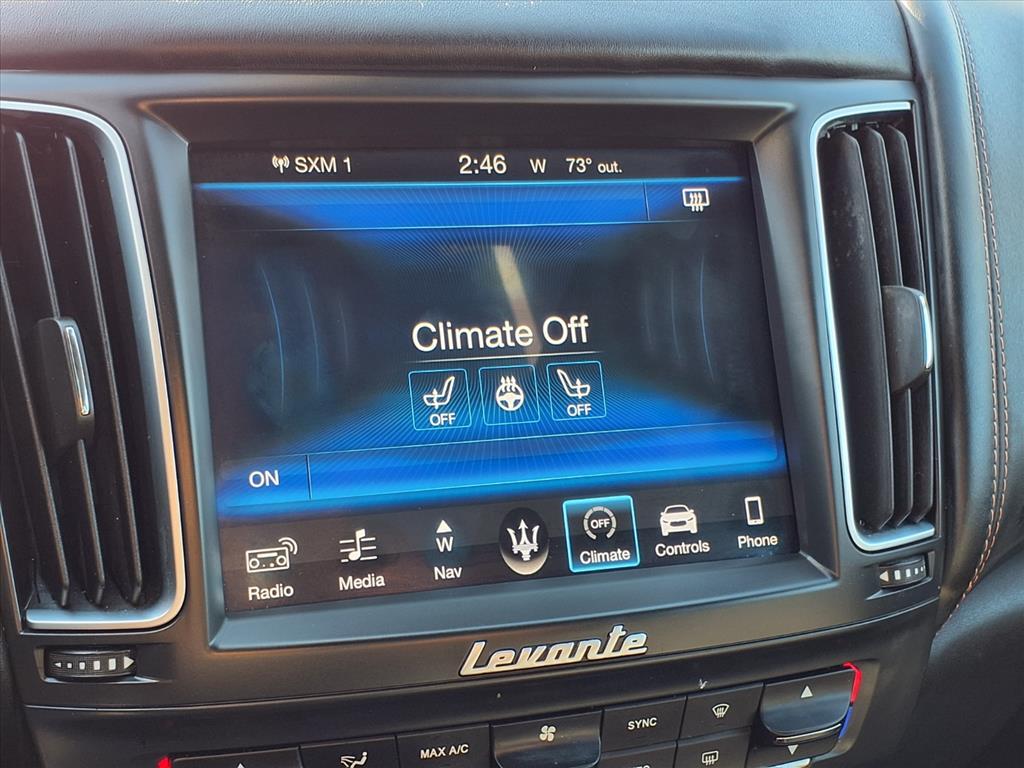 SXM 1 2:46 W 73° out.
Climate Off
OFF OFF
ON
Radio Media W Nav OFF Climate Controls Phone
Levante
MAX A/C SYNC